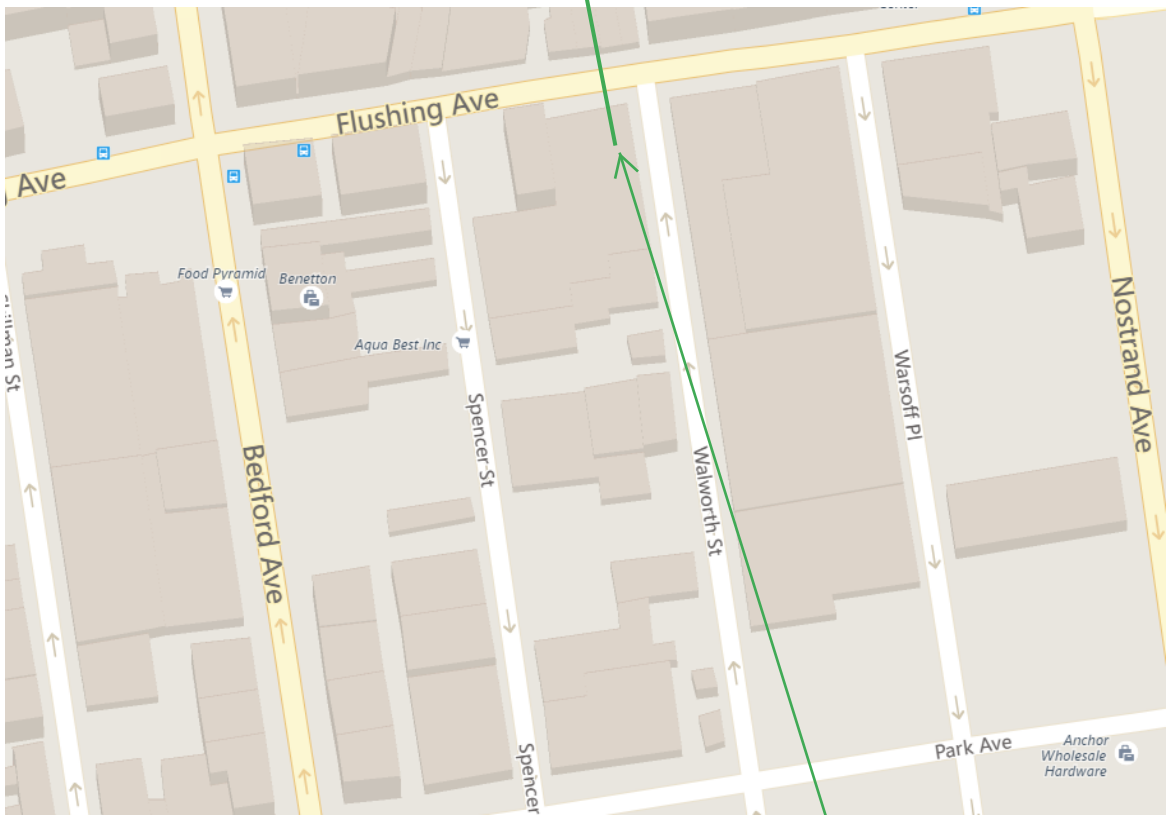 Flushing Ave
Ave
Food Pyramid
Benetton
Aqua Best Inc
Spencer St
Bedford Ave
Walworth St
Warsoff Pl
Nostrand Ave
Spencer
Park Ave
Anchor
Wholesale
Hardware